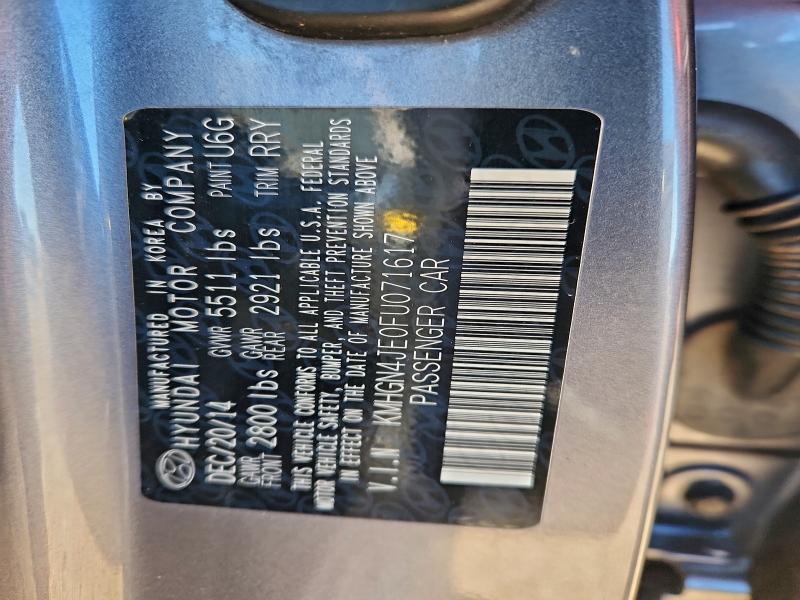 MANUFACTURED IN KOREA BY
HYUNDAI MOTOR COMPANY
DEC/20/14 GVWR 5511 lbs PAINT U6G
GAWR FRONT 2800 lbs GAWR REAR 2921 lbs TRIM RRY
THIS VEHICLE CONFORMS TO ALL APPLICABLE U.S.A. FEDERAL
MOTOR VEHICLE SAFETY, BUMPER, AND THEFT PREVENTION STANDARDS
IN EFFECT ON THE DATE OF MANUFACTURE SHOWN ABOVE
V.I.N KMHGN4JE0FU071617
PASSENGER CAR